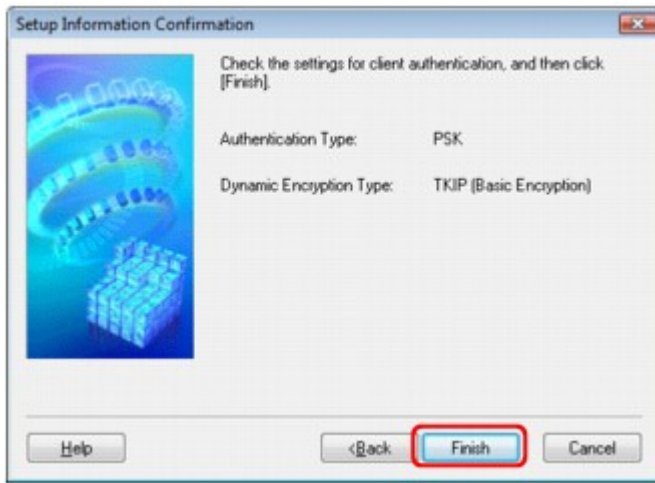 Setup Information Confirmation
Check the settings for client authentication, and then click
[Finish].
Authentication Type: PSK
Dynamic Encryption Type: TKIP (Basic Encryption)
Help <Back Finish Cancel